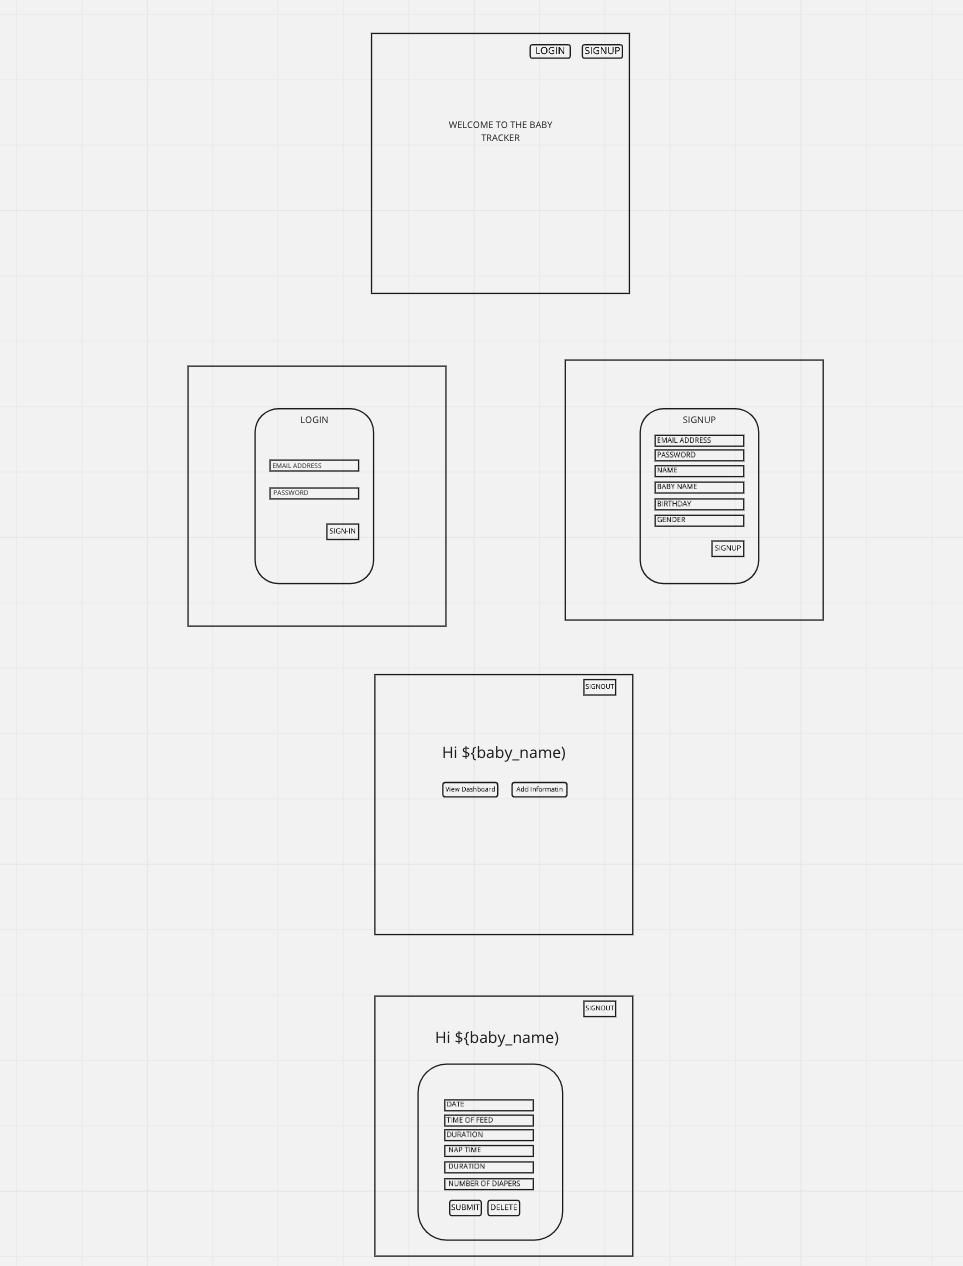 LOGIN
SIGNUP
WELCOME TO THE BABY
TRACKER
LOGIN
EMAIL ADDRESS
PASSWORD
SIGN-IN
SIGNUP
EMAIL ADDRESS
PASSWORD
NAME
BABY NAME
BIRTHDAY
GENDER
SIGNUP
SIGNOUT
Hi ${baby_name)
View Dashboard
Add Informatin
SIGNOUT
Hi ${baby_name)
DATE
TIME OF FEED
DURATION
NAP TIME
DURATION
NUMBER OF DIAPERS
SUBMIT
DELETE